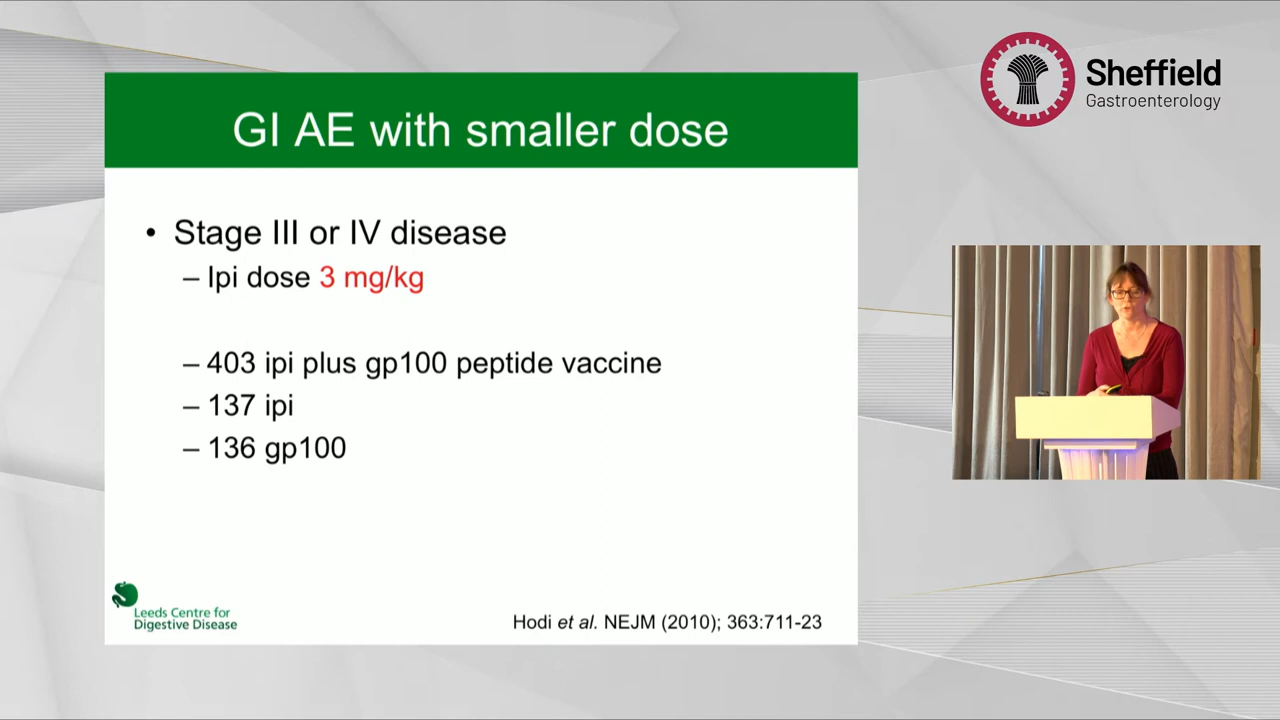 Sheffield
Gastroenterology
GI AE with smaller dose
• Stage III or IV disease
– Ipi dose 3 mg/kg
– 403 ipi plus gp100 peptide vaccine
– 137 ipi
– 136 gp100
Leeds Centre for
Digestive Disease
Hodi et al. NEJM (2010); 363:711-23